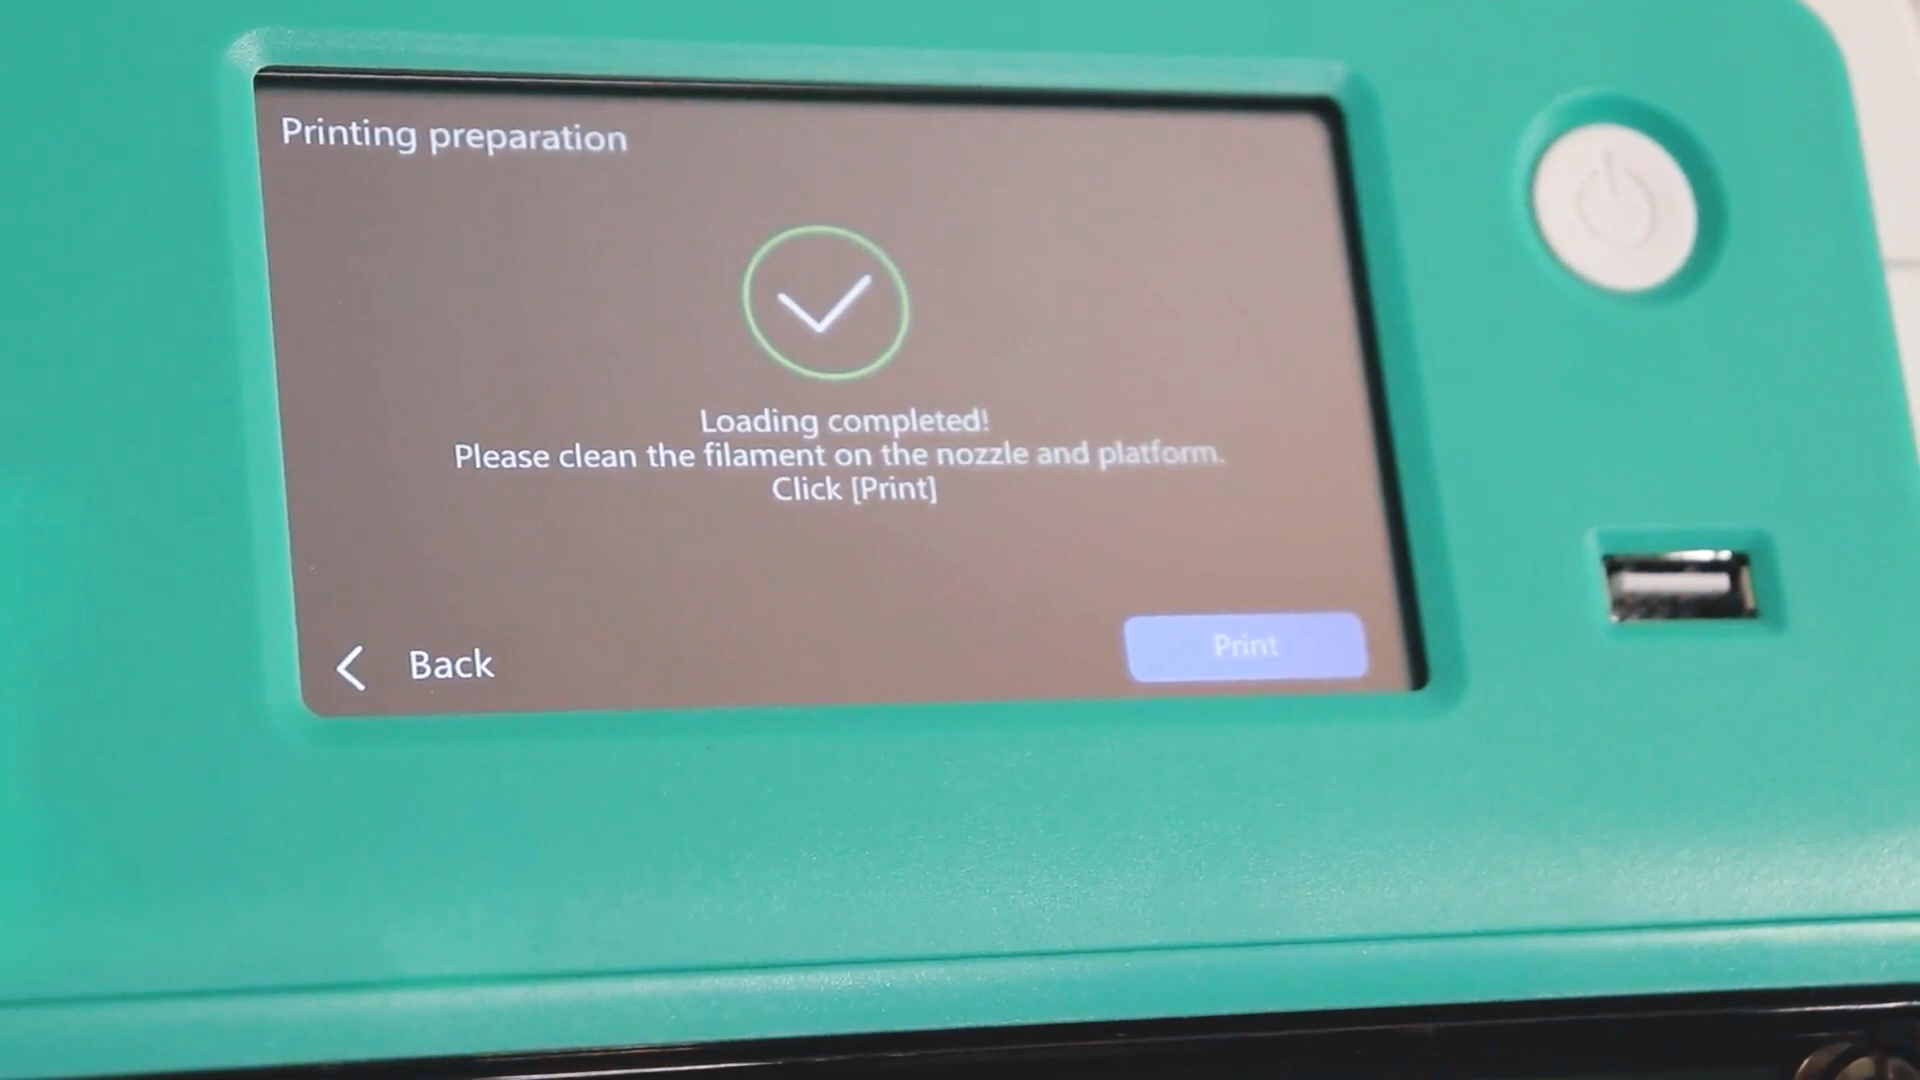 Printing preparation
Loading completed!
Please clean the filament on the nozzle and platform.
Click [Print]
Back
Print